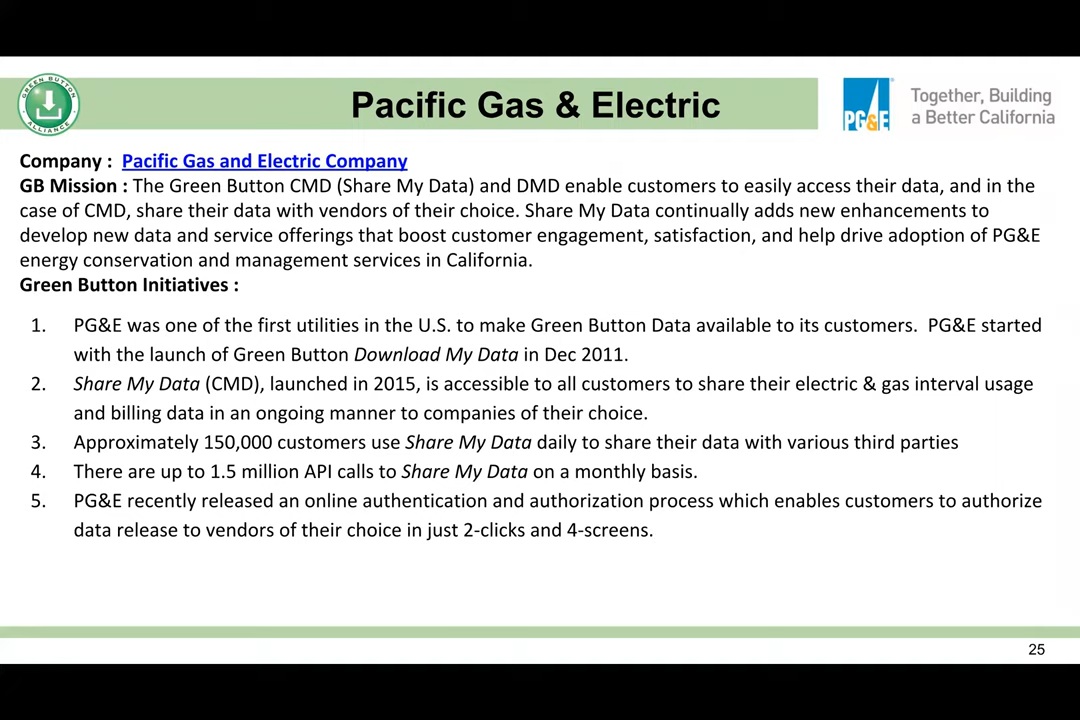 GREEN BUTTON
ALLIANCE
Pacific Gas & Electric
PG&E
Together, Building
a Better California
Company : Pacific Gas and Electric Company
GB Mission : The Green Button CMD (Share My Data) and DMD enable customers to easily access their data, and in the
case of CMD, share their data with vendors of their choice. Share My Data continually adds new enhancements to
develop new data and service offerings that boost customer engagement, satisfaction, and help drive adoption of PG&E
energy conservation and management services in California.
Green Button Initiatives :
1. PG&E was one of the first utilities in the U.S. to make Green Button Data available to its customers.  PG&E started
with the launch of Green Button Download My Data in Dec 2011.
2. Share My Data (CMD), launched in 2015, is accessible to all customers to share their electric & gas interval usage
and billing data in an ongoing manner to companies of their choice.
3. Approximately 150,000 customers use Share My Data daily to share their data with various third parties
4. There are up to 1.5 million API calls to Share My Data on a monthly basis.
5. PG&E recently released an online authentication and authorization process which enables customers to authorize
data release to vendors of their choice in just 2-clicks and 4-screens.
25